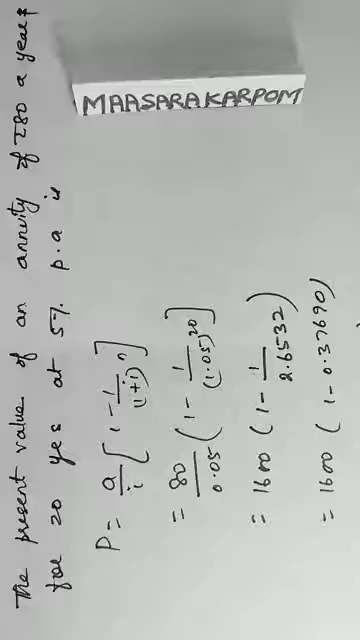 MAASARAKARPOM
The present value of an annuity of ₹80 a year
for 20 yes at 5% p.a is
P = a/i [1 - 1/(1+i)^n]
= 80/0.05 (1 - 1/(1.05)^20]
= 1600 (1 - 1/2.6532)
= 1600 (1 - 0.37690)